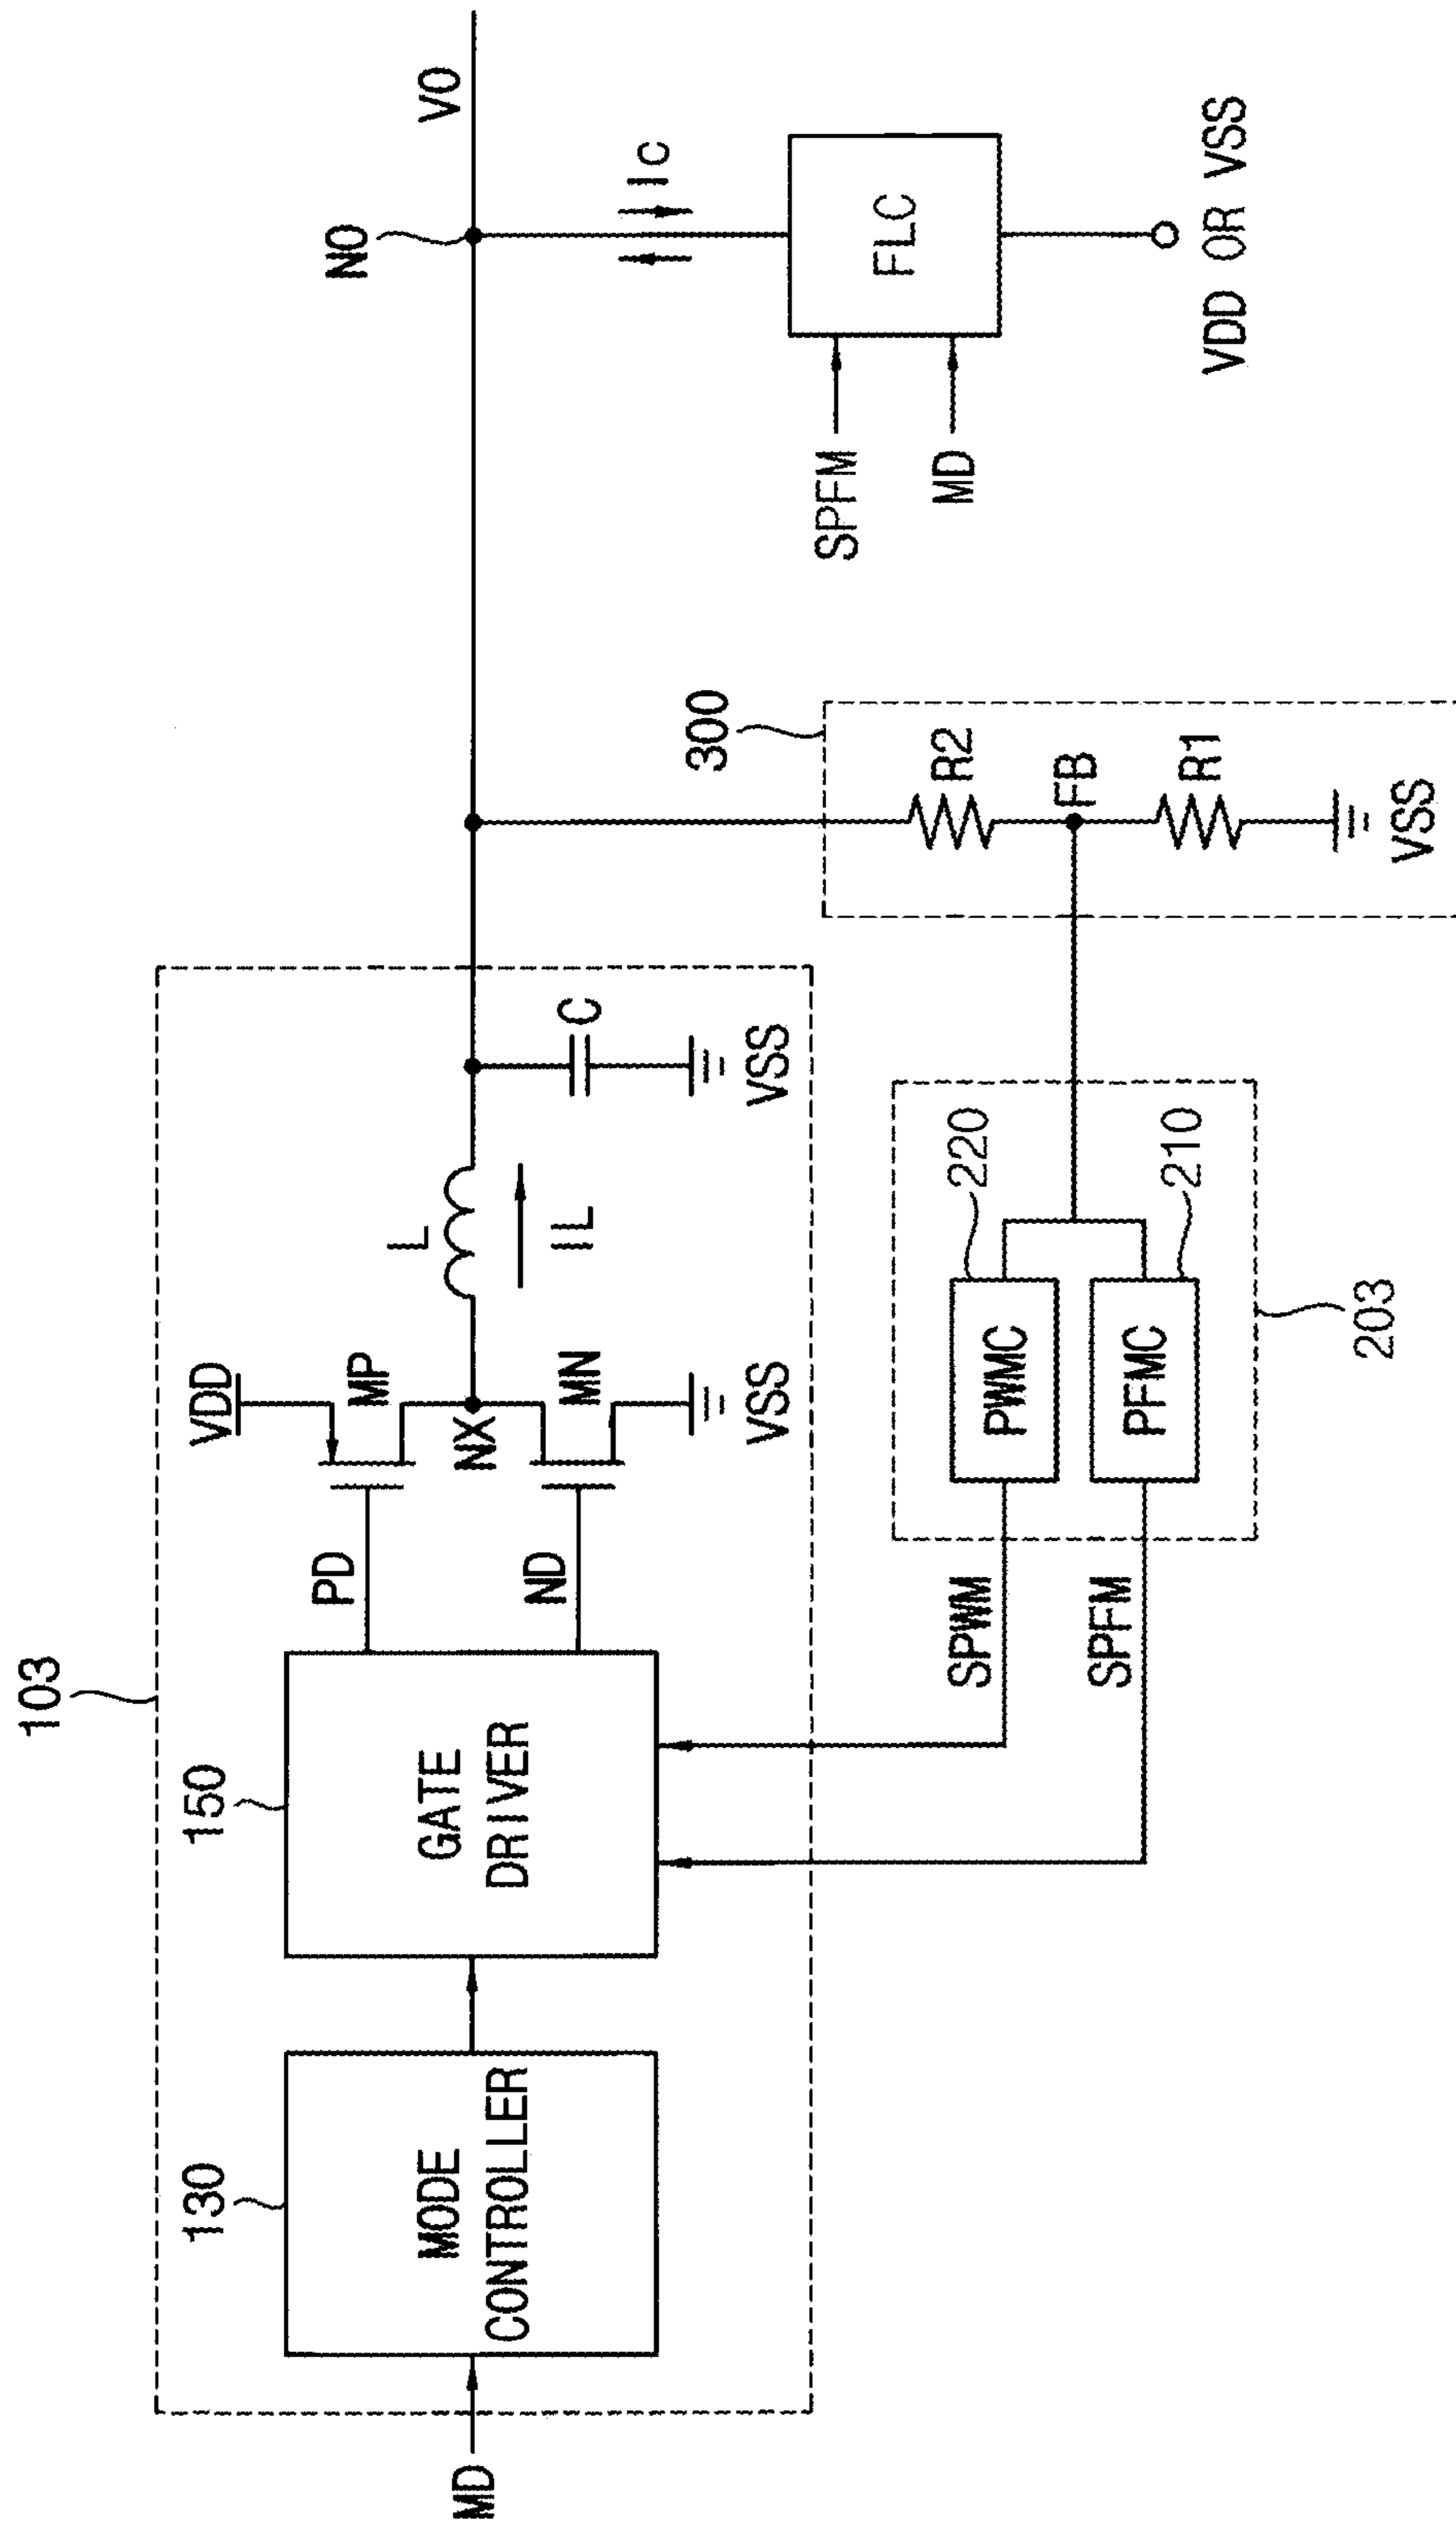 103
130
150
MD
MODE
CONTROLLER
GATE
DRIVER
PD
ND
VDD
MP
NX
MN
VSS
L
IL
C
VSS
NO
VO
Ic
SPFM
MD
FLC
VDD OR VSS
300
R2
FB
R1
VSS
SPWM
SPFM
PWMC
220
PFMC
210
203